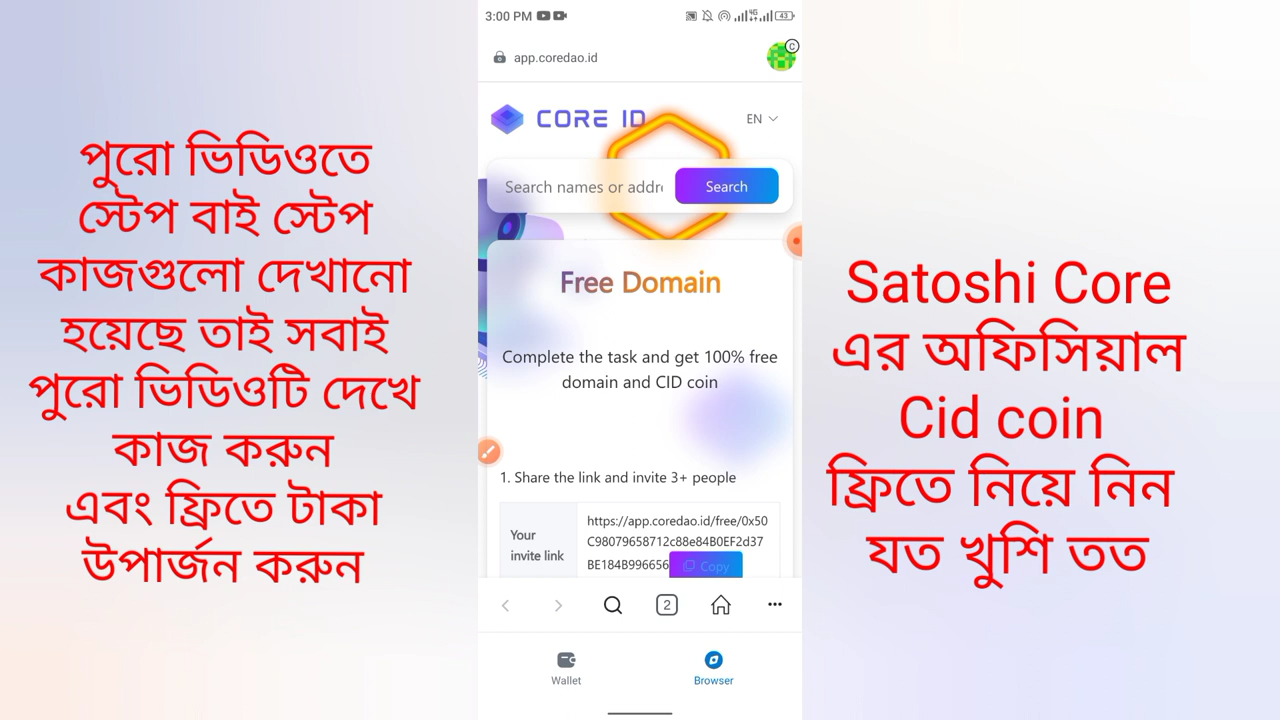 পুরো ভিডিওতে
স্টেপ বাই স্টেপ
কাজগুলো দেখানো
হয়েছে তাই সবাই
পুরো ভিডিওটি দেখে
কাজ করুন
এবং ফ্রিতে টাকা
উপার্জন করুন
3:00 PM
4G
43
app.coredao.id
C
CORE ID
EN
Search names or addre
Search
Free Domain
Complete the task and get 100% free
domain and CID coin
1. Share the link and invite 3+ people
Your
invite link
https://app.coredao.id/free/0x50
C98079658712c88e84B0EF2d37
BE184B996656
Copy
2
Wallet
Browser
Satoshi Core
এর অফিসিয়াল
Cid coin
ফ্রিতে নিয়ে নিন
যত খুশি তত